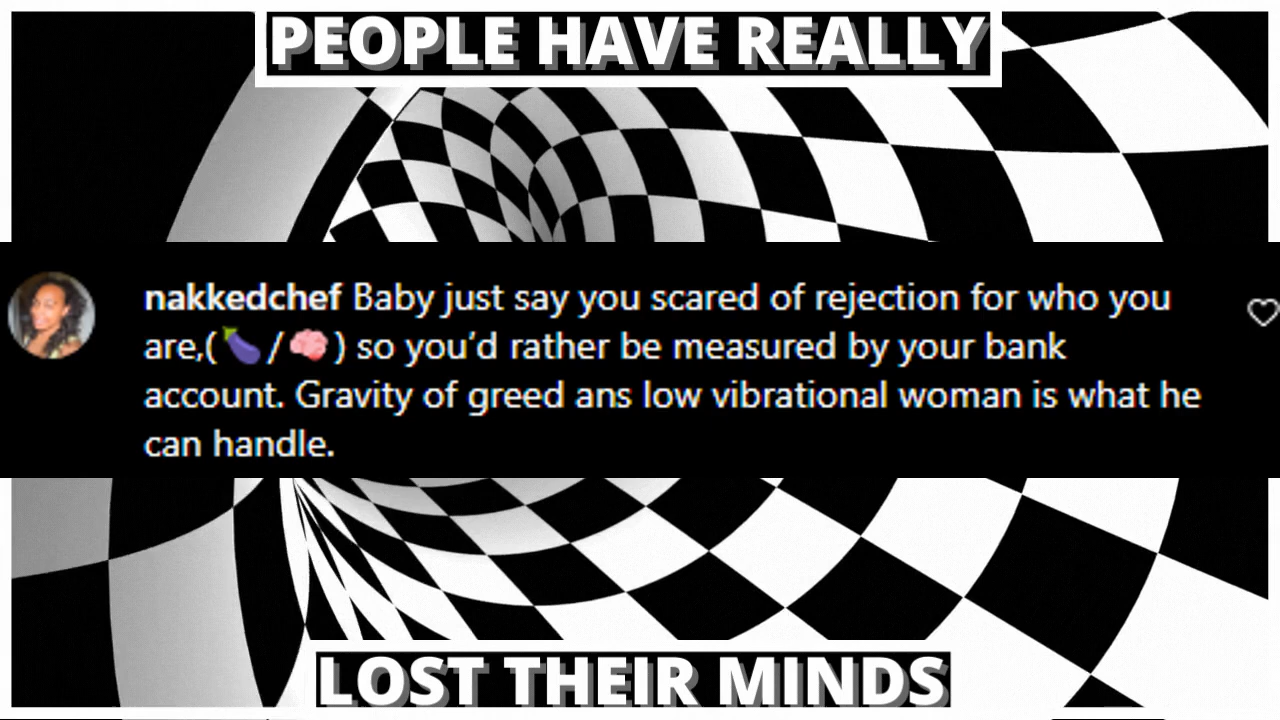 PEOPLE HAVE REALLY
nakkedchef Baby just say you scared of rejection for who you
are,(🍆/🧠) so you'd rather be measured by your bank
account. Gravity of greed ans low vibrational woman is what he
can handle.
LOST THEIR MINDS